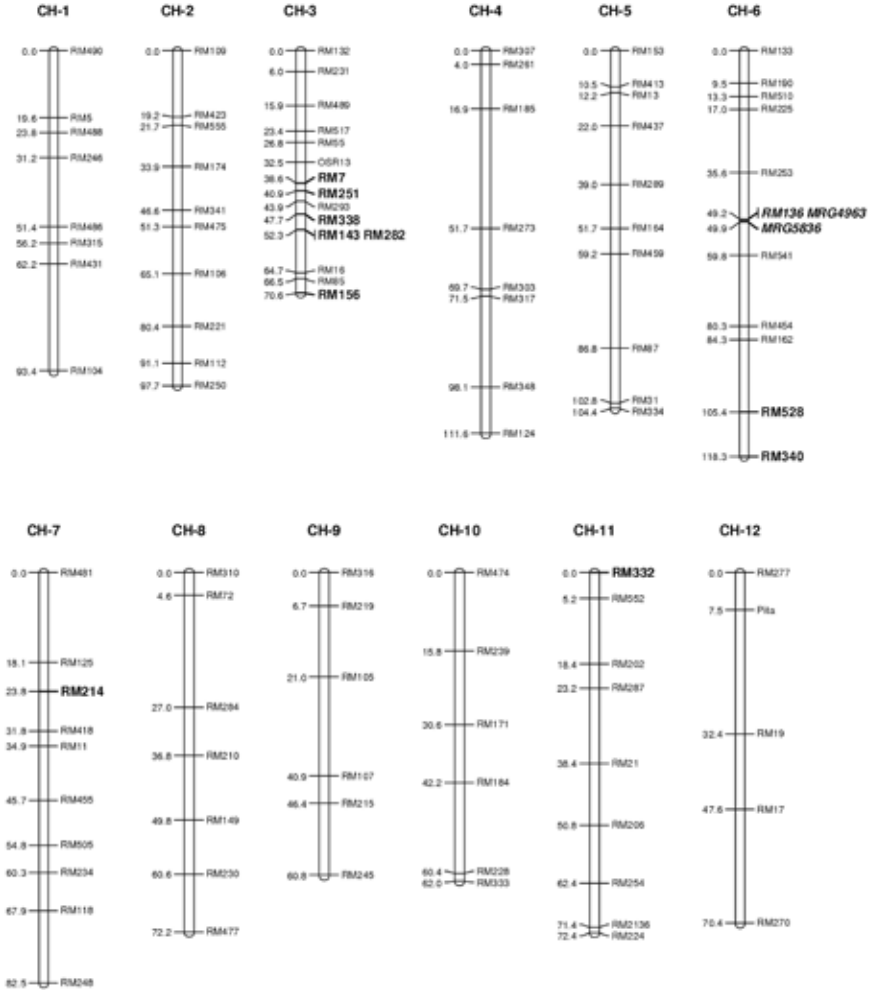 CH-1
0.0 RM490
19.6 RM5
23.8 RM488
31.2 RM246
51.4 RM486
56.2 RM315
62.2 RM431
93.4 RM104
CH-2
0.0 RM109
19.2 RM423
21.7 RM555
33.9 RM174
46.6 RM341
51.3 RM475
65.1 RM106
80.4 RM221
91.1 RM112
97.7 RM250
CH-3
0.0 RM132
6.0 RM231
15.9 RM489
23.4 RM517
26.8 RM55
32.5 OSR13
38.6 RM7
40.9 RM251
43.9 RM293
47.7 RM338
52.3 RM143 RM282
64.7 RM16
66.5 RM85
70.6 RM156
CH-4
0.0 RM307
4.0 RM261
16.9 RM185
51.7 RM273
69.7 RM303
71.5 RM317
98.1 RM348
111.6 RM124
CH-5
0.0 RM153
10.5 RM413
12.2 RM13
22.0 RM437
39.0 RM289
51.7 RM164
59.2 RM459
86.8 RM87
102.8 RM31
104.4 RM334
CH-6
0.0 RM133
9.5 RM190
13.3 RM510
17.0 RM225
35.6 RM253
49.2 RM136 MRG4963
49.9 MRG5836
59.8 RM541
80.3 RM454
84.3 RM162
105.4 RM528
118.3 RM340
CH-7
0.0 RM481
18.1 RM125
23.8 RM214
31.8 RM418
34.9 RM11
45.7 RM455
54.8 RM505
60.3 RM234
67.9 RM118
82.5 RM248
CH-8
0.0 RM310
4.6 RM72
27.0 RM284
36.8 RM210
49.8 RM149
60.6 RM230
72.2 RM477
CH-9
0.0 RM316
6.7 RM219
21.0 RM105
40.9 RM107
46.4 RM215
60.8 RM245
CH-10
0.0 RM474
15.8 RM239
30.6 RM171
42.2 RM184
60.4 RM228
62.0 RM333
CH-11
0.0 RM332
5.2 RM552
18.4 RM202
23.2 RM287
38.4 RM21
50.8 RM206
62.4 RM254
71.4 RM2136
72.4 RM224
CH-12
0.0 RM277
7.5
32.4 RM19
47.6 RM17
70.4 RM270